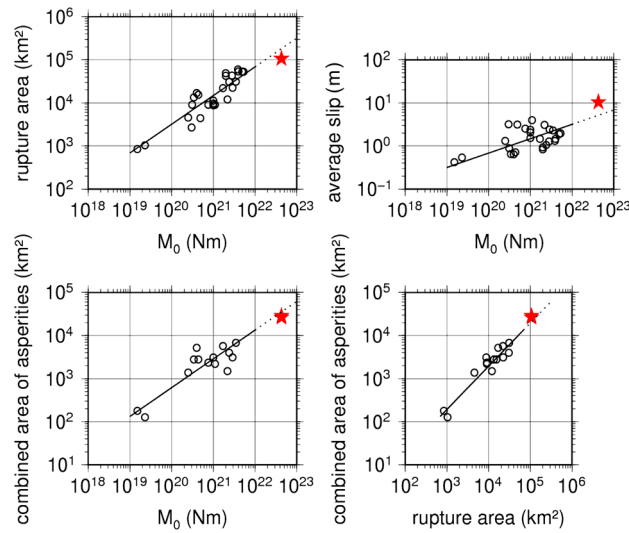 rupture area (km²)
10⁶
10⁵
10⁴
10³
10²
10¹⁸ 10¹⁹ 10²⁰ 10²¹ 10²² 10²³
M₀ (Nm)
average slip (m)
10²
10¹
10⁰
10⁻¹
10¹⁸ 10¹⁹ 10²⁰ 10²¹ 10²² 10²³
M₀ (Nm)
combined area of asperities (km²)
10⁵
10⁴
10³
10²
10¹
10¹⁸ 10¹⁹ 10²⁰ 10²¹ 10²² 10²³
M₀ (Nm)
combined area of asperities (km²)
10⁵
10⁴
10³
10²
10¹
10² 10³ 10⁴ 10⁵ 10⁶
rupture area (km²)